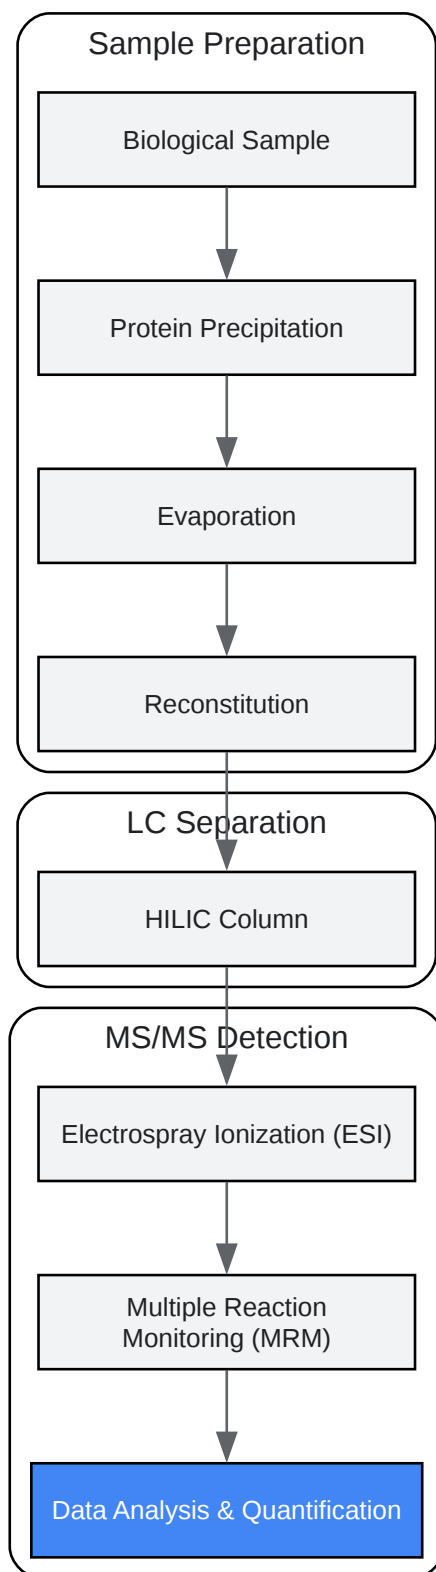 Sample Preparation
Biological Sample
Protein Precipitation
Evaporation
Reconstitution
LC Separation
HILIC Column
MS/MS Detection
Electrospray Ionization (ESI)
Multiple Reaction
Monitoring (MRM)
Data Analysis & Quantification